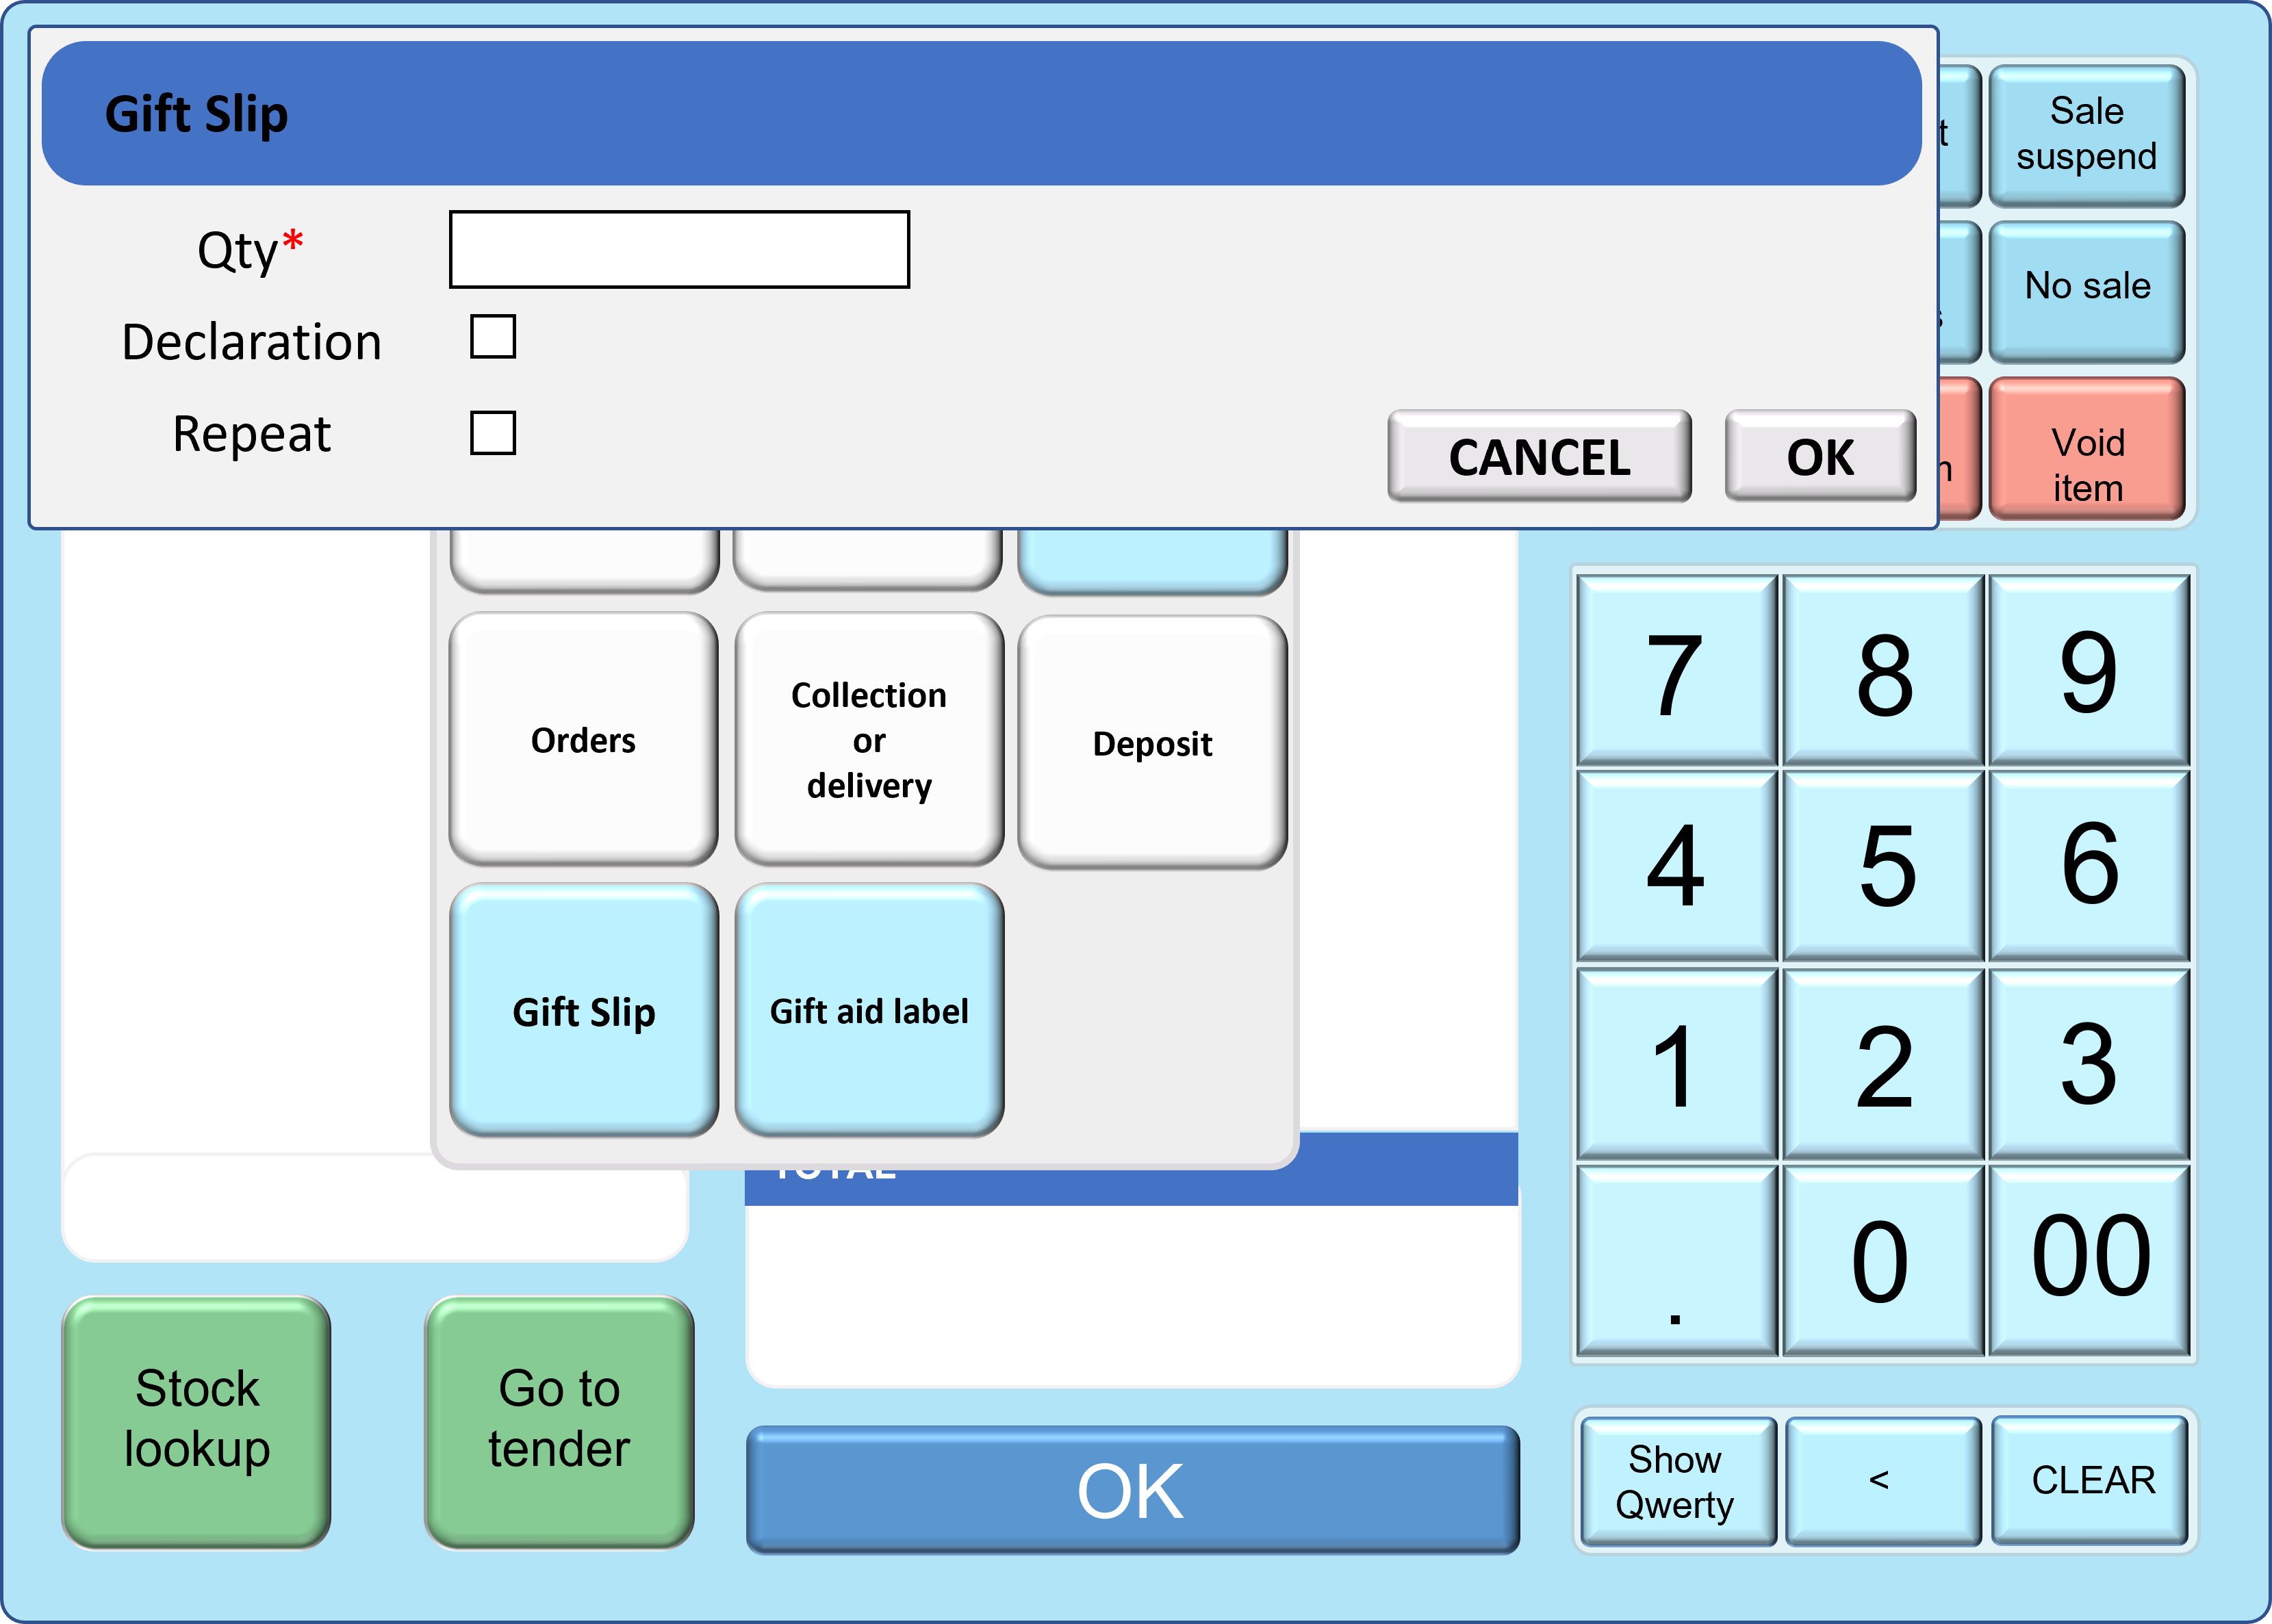 Gift Slip
Qty*
Declaration
Repeat
CANCEL
OK
Sale
suspend
No sale
Void
item
Orders
Collection
or
delivery
Deposit
Gift Slip
Gift aid label
TOTAL
7
8
9
4
5
6
1
2
3
.
0
00
Stock
lookup
Go to
tender
OK
Show
Qwerty
<
CLEAR